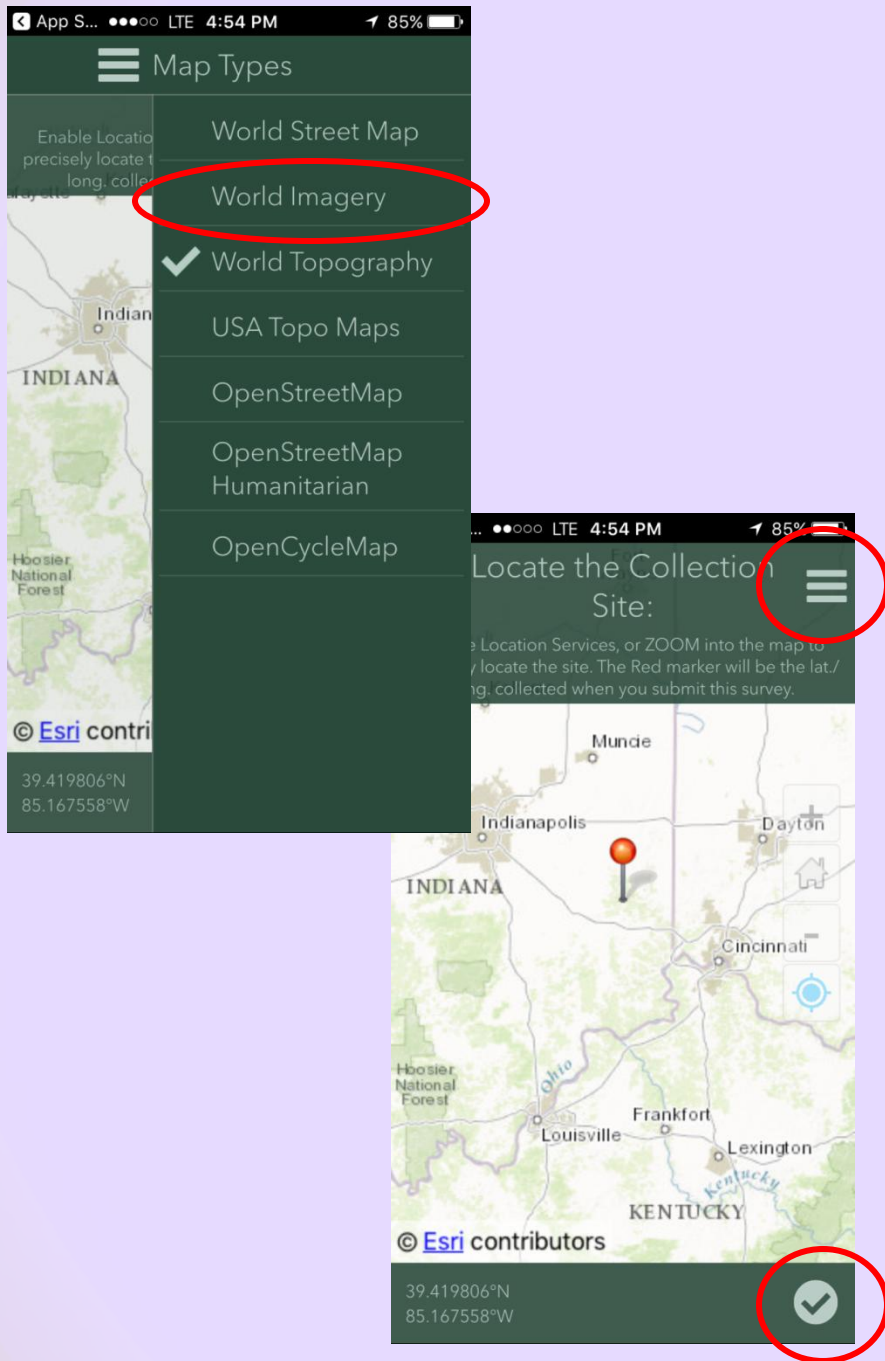 App S... LTE 4:54 PM 85%
Map Types
Enable Locatio
precisely locate t
long. colle
World Street Map
World Imagery
World Topography
USA Topo Maps
OpenStreetMap
OpenStreetMap
Humanitarian
OpenCycleMap
Indian
INDIANA
Hoosier
National
Forest
© Esri contri
39.419806°N
85.167558°W
... LTE 4:54 PM 85%
Locate the Collection
Site:
e Location Services, or ZOOM into the map to
y locate the site. The Red marker will be the lat./
ng. collected when you submit this survey.
Muncie
Indianapolis
Dayton
+
INDIANA
Cincinnati
-
Hoosier
National
Forest
Ohio
Frankfort
Louisville
Lexington
Kentucky
KENTUCKY
© Esri contributors
39.419806°N
85.167558°W